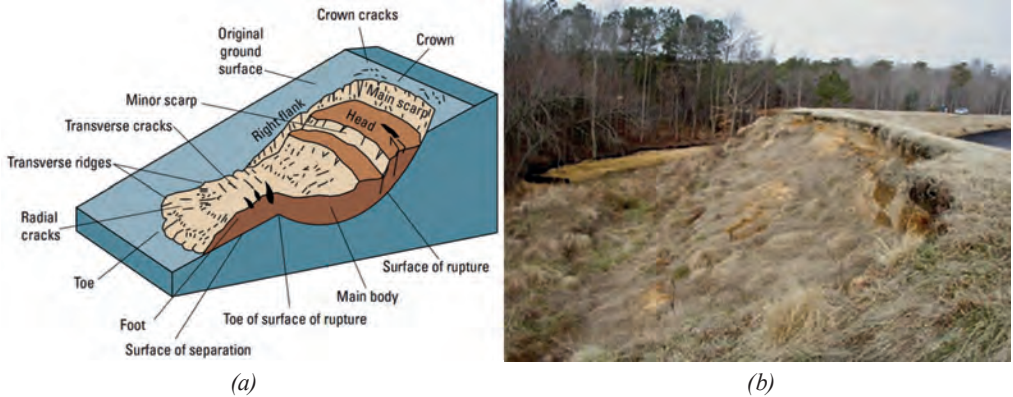 Crown cracks
Crown
Original
ground
surface
Main scarp
Minor scarp
Right flank
Head
Transverse cracks
Transverse ridges
Radial
cracks
Toe
Surface of rupture
Main body
Foot
Toe of surface of rupture
Surface of separation
(a)
(b)